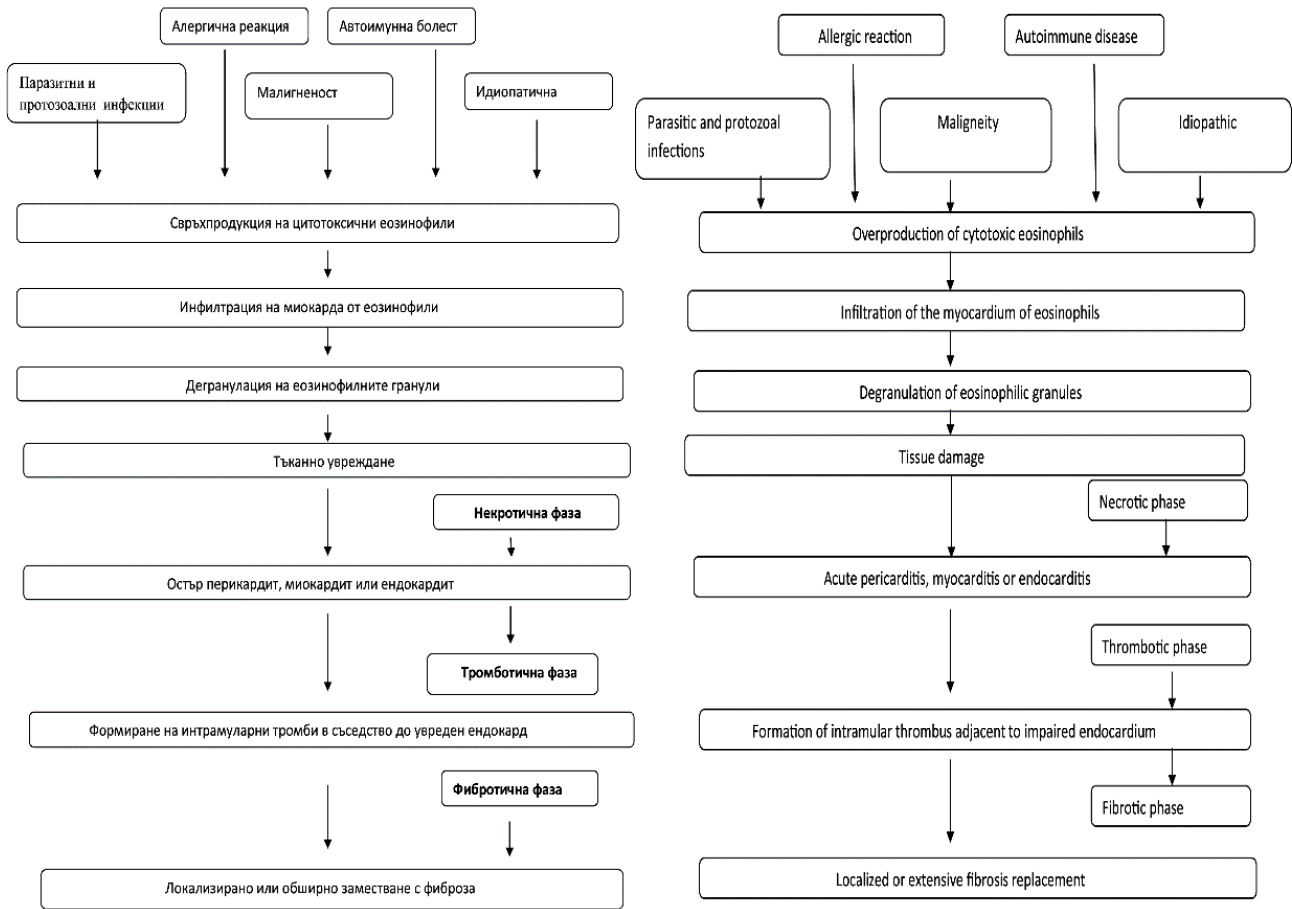 Алергична реакция
Автоимунна болест
Паразитни и
протозоални инфекции
Малигненост
Идиопатична
Свръхпродукция на цитотоксични еозинофили
Инфилтрация на миокарда от еозинофили
Дегранулация на еозинофилните гранули
Тъканно увреждане
Некротична фаза
Остър перикардит, миокардит или ендокардит
Тромботична фаза
Формиране на интрамуларни тромби в съседство до увреден ендокард
Фибротична фаза
Локализирано или обширно заместване с фиброза
Allergic reaction
Autoimmune disease
Parasitic and protozoal
infections
Maligneity
Idiopathic
Overproduction of cytotoxic eosinophils
Infiltration of the myocardium of eosinophils
Degranulation of eosinophilic granules
Tissue damage
Necrotic phase
Acute pericarditis, myocarditis or endocarditis
Thrombotic phase
Formation of intramular thrombus adjacent to impaired endocardium
Fibrotic phase
Localized or extensive fibrosis replacement